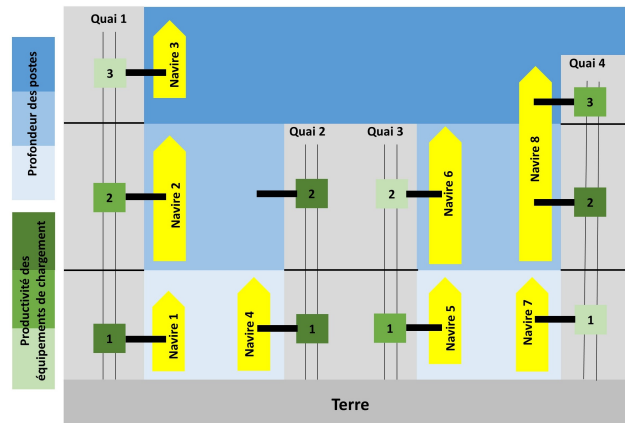 Quai 1
Navire 3
3
Quai 4
3
Profondeur des postes
Navire 8
Quai 2
Quai 3
Navire 2
2
2
2
Navire 6
2
Productivité des
équipements de chargement
Navire 1
1
Navire 4
1
1
Navire 5
Navire 7
1
Terre